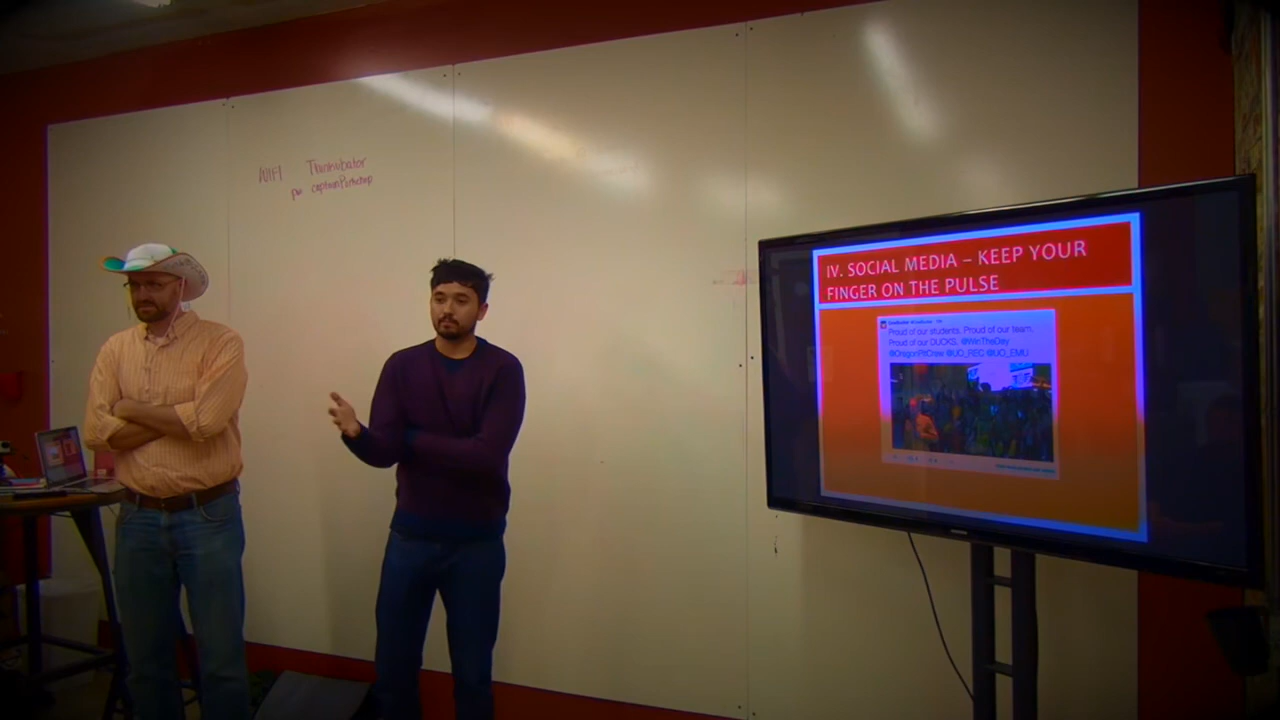 WIFI Thinkubator
pw
IV. SOCIAL MEDIA – KEEP YOUR
FINGER ON THE PULSE
Proud of our students. Proud of our team.
Proud of our DUCKS. @WinTheDay
@OregonPitCrew @UO_REC @UO_EMU